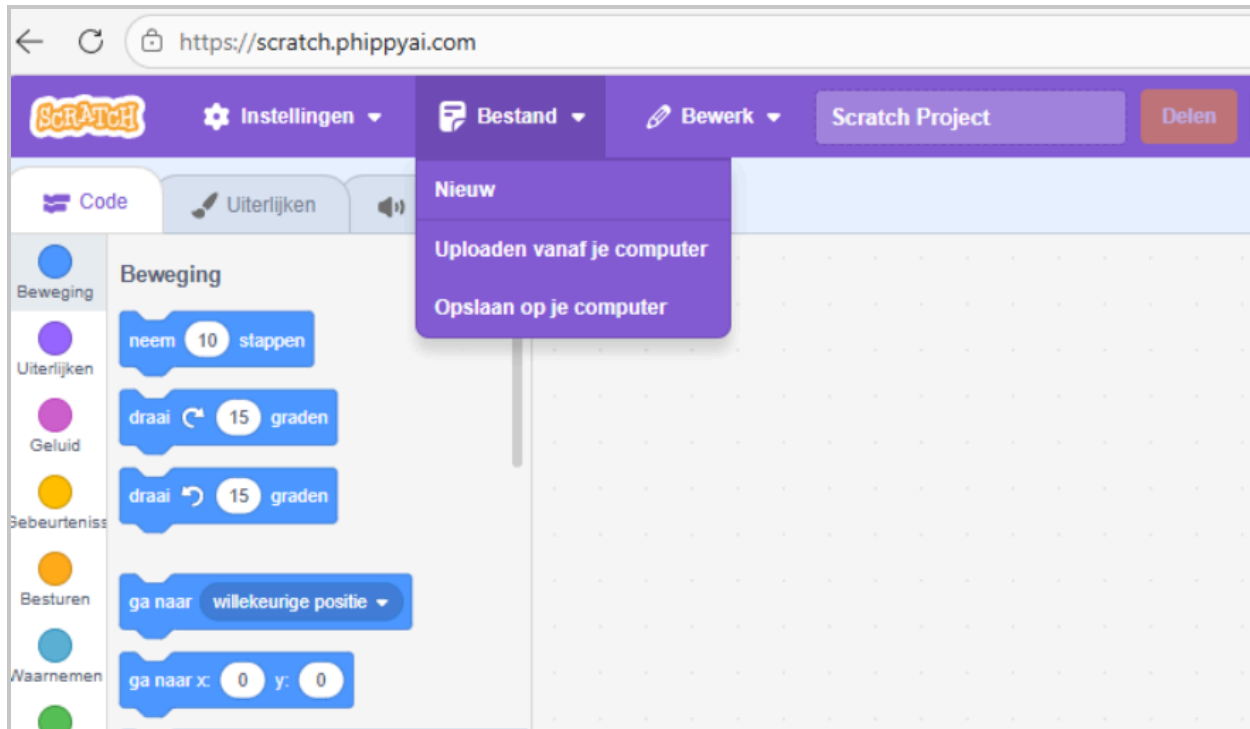 https://scratch.phippyai.com
SCRATCH Instellingen Bestand Bewerk Scratch Project Delen
Code Uiterlijken
Nieuw
Uploaden vanaf je computer
Opslaan op je computer
Beweging
Uiterlijken
Geluid
Gebeurteniss
Besturen
Waarnemen
Beweging
neem 10 stappen
draai 15 graden
draai 15 graden
ga naar willekeurige positie
ga naar x: 0 y: 0